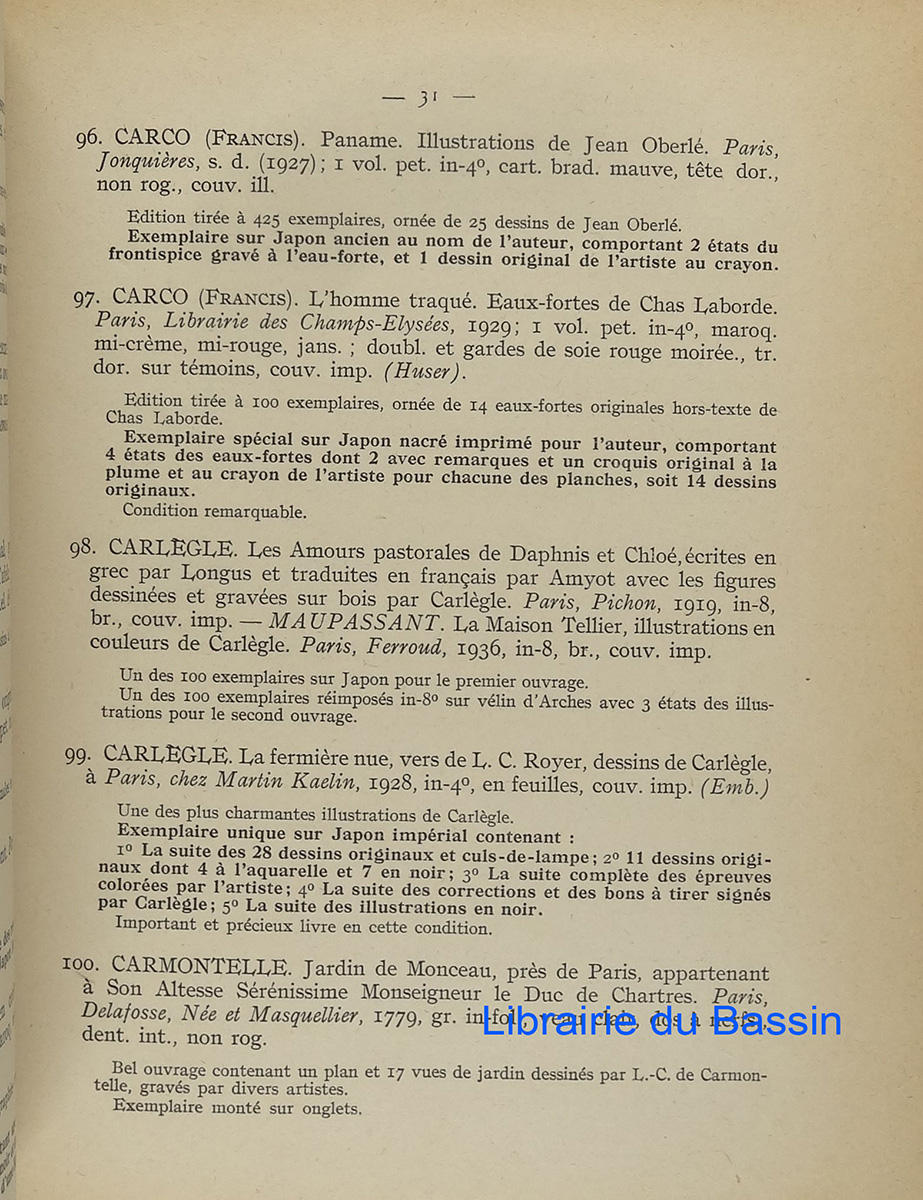 — 31 —
96. CARCO (Francis). Paname. Illustrations de Jean Oberlé. Paris,
Jonquières, s. d. (1927) ; 1 vol. pet. in-4º, cart. brad. mauve, tête dor.,
non rog., couv. ill.
Edition tirée à 425 exemplaires, ornée de 25 dessins de Jean Oberlé.
Exemplaire sur Japon ancien au nom de l'auteur, comportant 2 états du
frontispice gravé à l'eau-forte, et 1 dessin original de l'artiste au crayon.
97. CARCO (Francis). L'homme traqué. Eaux-fortes de Chas Laborde.
Paris, Librairie des Champs-Elysées, 1929 ; 1 vol. pet. in-4º, maroq.
mi-crème, mi-rouge, jans. ; doubl. et gardes de soie rouge moirée., tr.
dor. sur témoins, couv. imp. (Huser).
Edition tirée à 100 exemplaires, ornée de 14 eaux-fortes originales hors-texte de
Chas Laborde.
Exemplaire spécial sur Japon nacré imprimé pour l'auteur, comportant
4 états des eaux-fortes dont 2 avec remarques et un croquis original à la
plume et au crayon de l'artiste pour chacune des planches, soit 14 dessins
originaux.
Condition remarquable.
98. CARLÈGLE. Les Amours pastorales de Daphnis et Chloé, écrites en
grec par Longus et traduites en français par Amyot avec les figures
dessinées et gravées sur bois par Carlègle. Paris, Pichon, 1919, in-8,
br., couv. imp. — MAUPASSANT. La Maison Tellier, illustrations en
couleurs de Carlègle. Paris, Ferroud, 1936, in-8, br., couv. imp.
Un des 100 exemplaires sur Japon pour le premier ouvrage.
Un des 100 exemplaires réimposés in-8º sur vélin d'Arches avec 3 états des illus-
trations pour le second ouvrage.
99. CARLÈGLE. La fermière nue, vers de L. C. Royer, dessins de Carlègle,
à Paris, chez Martin Kaelin, 1928, in-4º, en feuilles, couv. imp. (Emb.)
Une des plus charmantes illustrations de Carlègle.
Exemplaire unique sur Japon impérial contenant :
1º La suite des 28 dessins originaux et culs-de-lampe ; 2º 11 dessins origi-
naux dont 4 à l'aquarelle et 7 en noir ; 3º La suite complète des épreuves
colorées par l'artiste ; 4º La suite des corrections et des bons à tirer signés
par Carlègle ; 5º La suite des illustrations en noir.
Important et précieux livre en cette condition.
100. CARMONTELLE. Jardin de Monceau, près de Paris, appartenant
à Son Altesse Sérénissime Monseigneur le Duc de Chartres. Paris,
Delafosse, Née et Masquellier, 1779, gr. in-fol., veau clair, dos à nerfs,
dent. int., non rog.
Librairie du Bassin
Bel ouvrage contenant un plan et 17 vues de jardin dessinés par L.-C. de Carmon-
telle, gravés par divers artistes.
Exemplaire monté sur onglets.